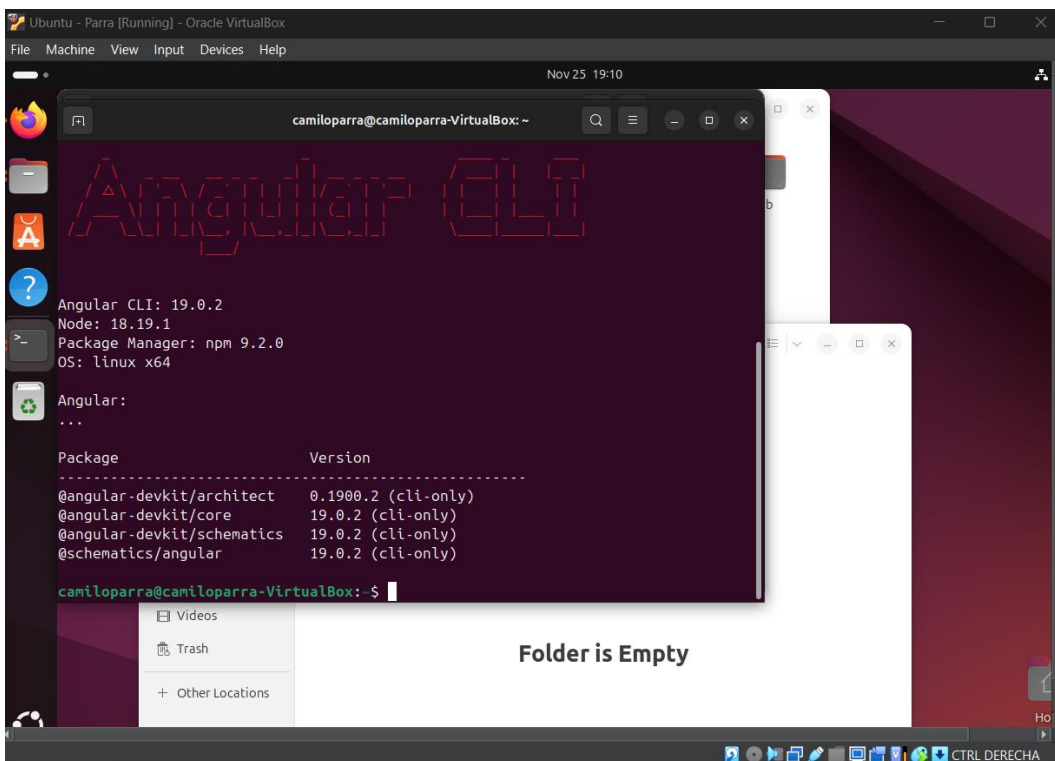 Ubuntu - Parra [Running] - Oracle VirtualBox
File Machine View Input Devices Help
Nov 25 19:10
camiloparra@camiloparra-VirtualBox: ~
Angular CLI
b
Angular CLI: 19.0.2
Node: 18.19.1
Package Manager: npm 9.2.0
OS: linux x64
Angular:
...
Package Version
------------------------------------------------------
@angular-devkit/architect 0.1900.2 (cli-only)
@angular-devkit/core 19.0.2 (cli-only)
@angular-devkit/schematics 19.0.2 (cli-only)
@schematics/angular 19.0.2 (cli-only)
camiloparra@camiloparra-VirtualBox:~$
Videos
Trash
Folder is Empty
+ Other Locations
Ho
CTRL DERECHA